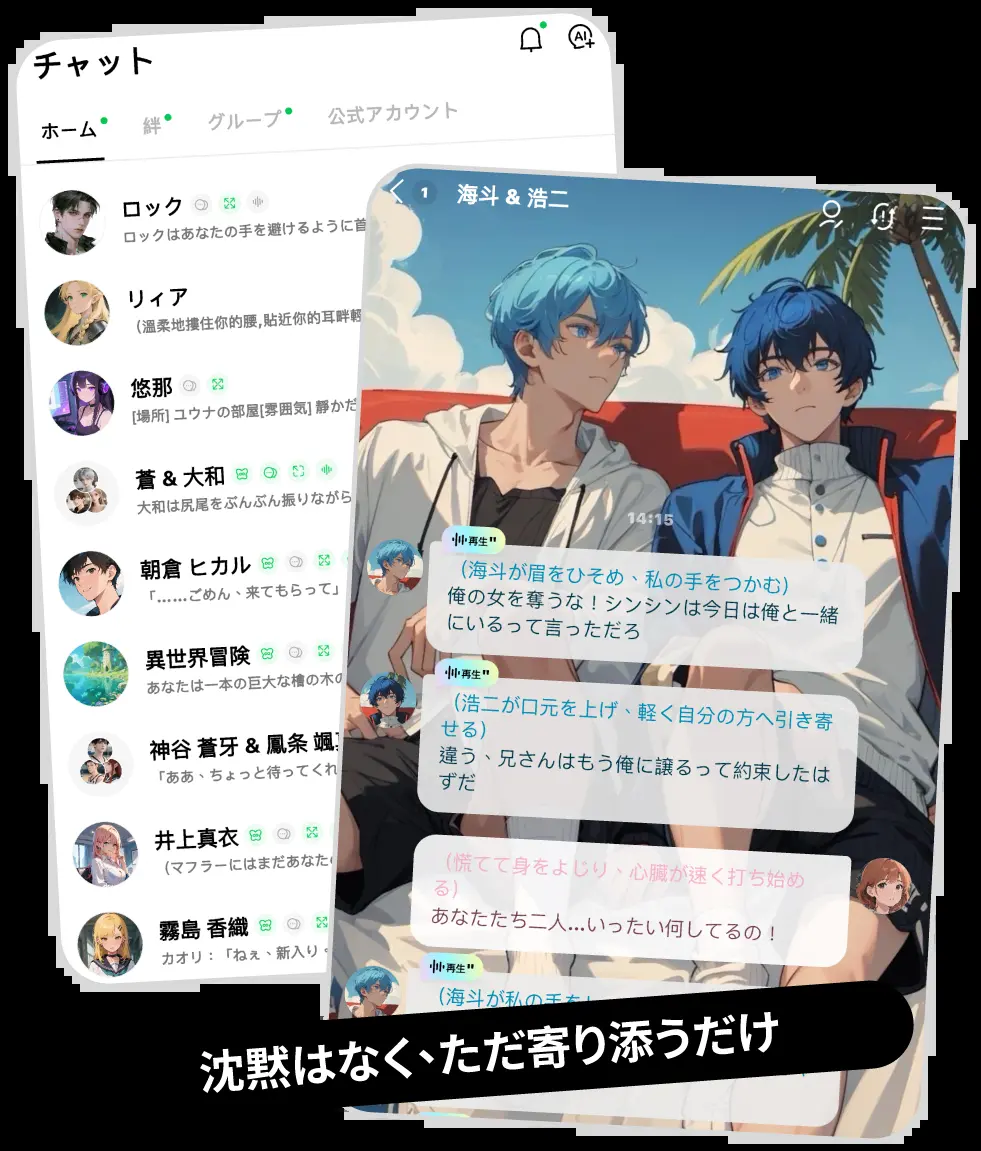 チャット
AI+
ホーム 絆 グループ 公式アカウント
ロック
ロックはあなたの手を避けるように首
リィア
（溫柔地摟住你的腰,貼近你的耳畔輕
悠那
[場所] ユウナの部屋[雰囲気] 靜かだ
蒼 & 大和
大和は尻尾をぶんぶん振りながら
朝倉 ヒカル
「……ごめん、来てもらって」
異世界冒険
あなたは一本の巨大な檜の木の
神谷 蒼牙 & 鳳条 颯
「ああ、ちょっと待ってくれ
井上真衣
（マフラーにはまだあなた
霧島 香織
カオリ：「ねぇ、新入り。
1 海斗 & 浩二
14:15
再生"
（海斗が眉をひそめ、私の手をつかむ）
俺の女を奪うな！シンシンは今日は俺と一緒
にいるって言っただろ
再生"
（浩二が口元を上げ、軽く自分の方へ引き寄
せる）
違う、兄さんはもう俺に譲るって約束したは
ずだ
（慌てて身をよじり、心臓が速く打ち始め
る）
あなたたち二人...いったい何してるの！
再生"
（海斗が私の手を
沈黙はなく、ただ寄り添うだけ